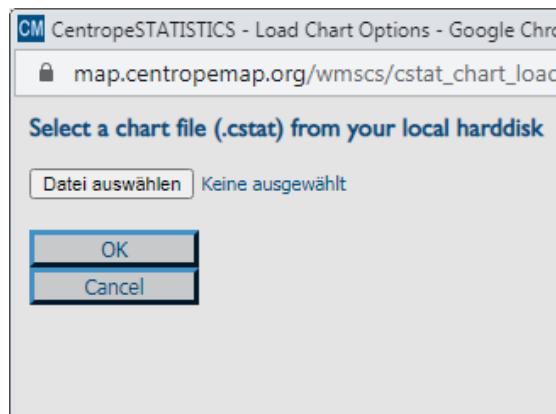 CM CentropeSTATISTICS - Load Chart Options - Google Chro
map.centropemap.org/wmscs/cstat_chart_load
Select a chart file (.cstat) from your local harddisk
Datei auswählen Keine ausgewählt
OK
Cancel